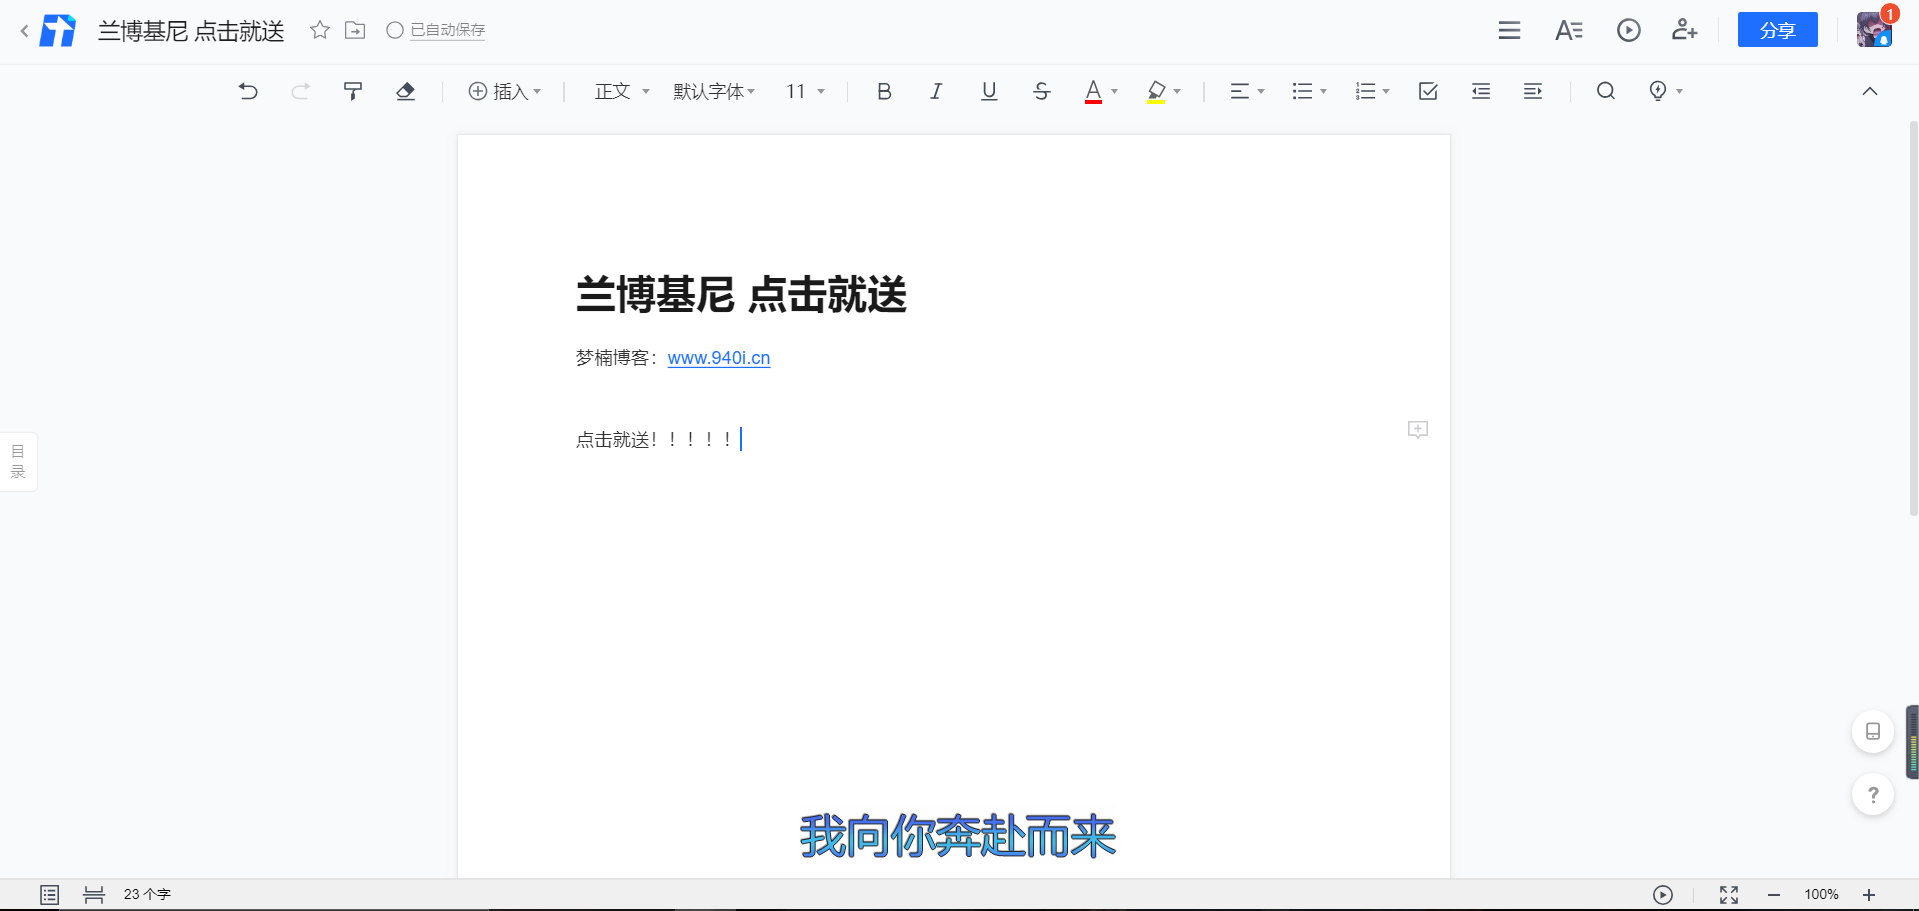 兰博基尼 点击就送
已自动保存
分享
1
插入
正文
默认字体
11
B
I
U
S
A
兰博基尼 点击就送
梦楠博客：www.940i.cn
点击就送！！！！！
目录
我向你奔赴而来
?
23 个字
100%